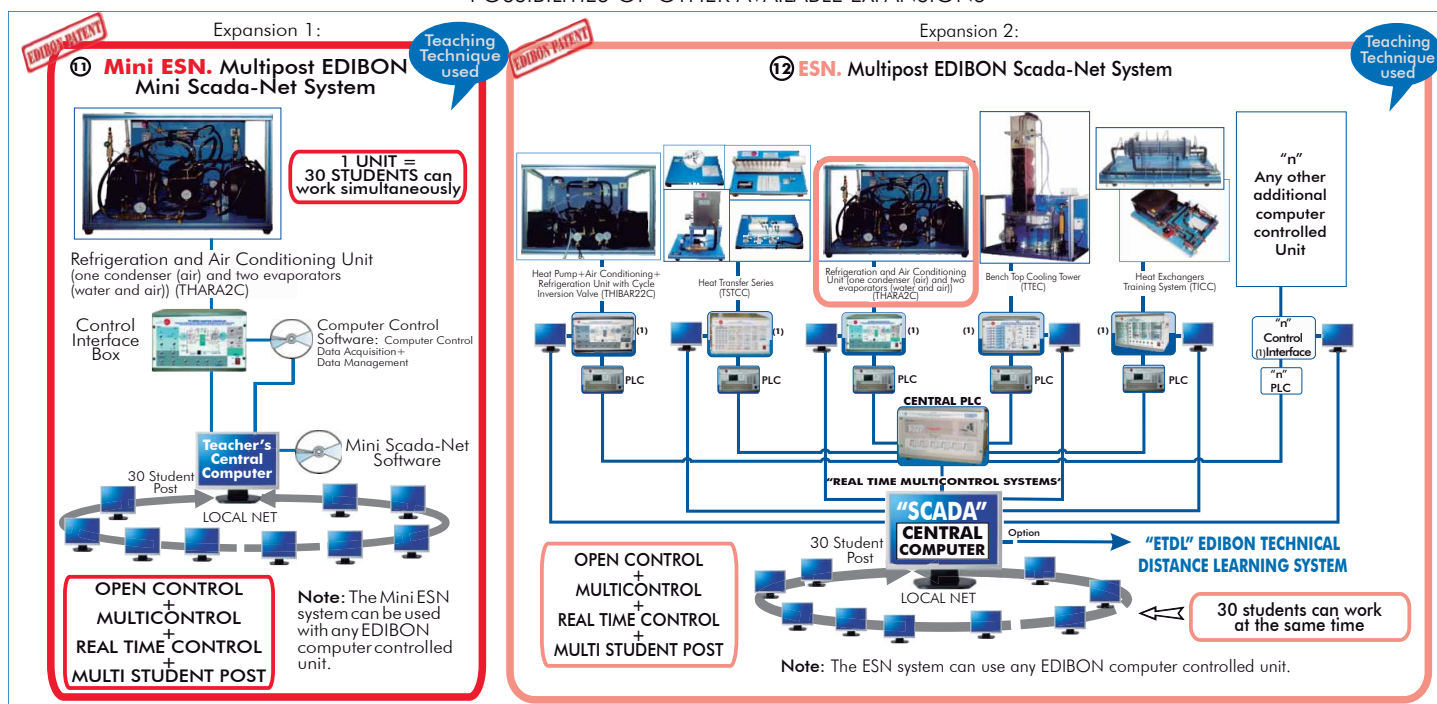 POSSIBILITIES OF OTHER AVAILABLE EXPANSIONS
Expansion 1:
EDIBON PATENT
Teaching
Technique
used
11 Mini ESN. Multipost EDIBON
Mini Scada-Net System
1 UNIT =
30 STUDENTS can
work simultaneously
Refrigeration and Air Conditioning Unit
(one condenser (air) and two evaporators
(water and air)) (THARA2C)
Control
Interface
Box
Computer Control
Software: Computer Control
Data Acquisition+
Data Management
Teacher's
Central
Computer
Mini Scada-Net
Software
30 Student
Post
LOCAL NET
OPEN CONTROL
+
MULTICONTROL
+
REAL TIME CONTROL
+
MULTI STUDENT POST
Note: The Mini ESN
system can be used
with any EDIBON
computer controlled
unit.
Expansion 2:
EDIBON PATENT
Teaching
Technique
used
12 ESN. Multipost EDIBON Scada-Net System
Heat Pump+Air Conditioning+
Refrigeration Unit with Cycle
Inversion Valve (THIBAR22C)
Heat Transfer Series
(TSTCC)
Refrigeration and Air Conditioning
Unit (one condenser (air) and two
evaporators (water and air))
(THARA2C)
Bench Top Cooling Tower
(TTEC)
Heat Exchangers
Training System (TICC)
"n"
Any other
additional
computer
controlled
Unit
(1)
(1)
(1)
(1)
(1)
"n"
Control
(1)Interface
PLC
PLC
PLC
PLC
PLC
"n"
PLC
CENTRAL PLC
"REAL TIME MULTICONTROL SYSTEMS"
"SCADA"
CENTRAL
COMPUTER
Option
"ETDL" EDIBON TECHNICAL
DISTANCE LEARNING SYSTEM
30 Student
Post
LOCAL NET
OPEN CONTROL
+
MULTICONTROL
+
REAL TIME CONTROL
+
MULTI STUDENT POST
30 students can work
at the same time
Note: The ESN system can use any EDIBON computer controlled unit.